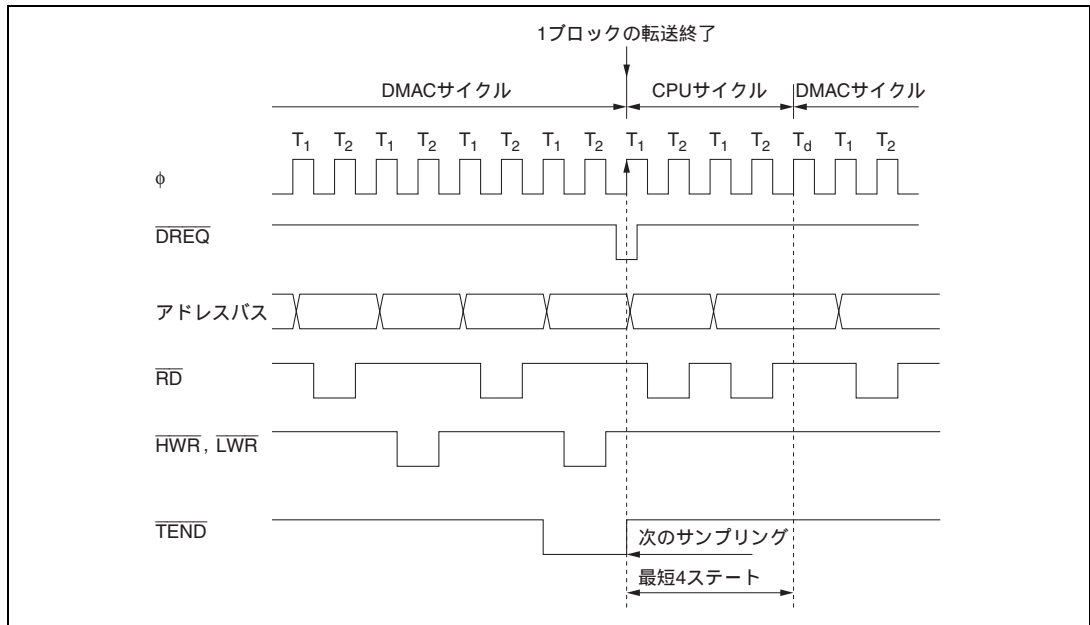 1ブロックの転送終了
DMACサイクル CPUサイクル DMACサイクル
T1 T2 T1 T2 T1 T2 T1 T2 T1 T2 T1 T2 Td T1 T2
φ
DREQ
アドレスバス
RD
HWR, LWR
TEND
次のサンプリング
最短4ステート